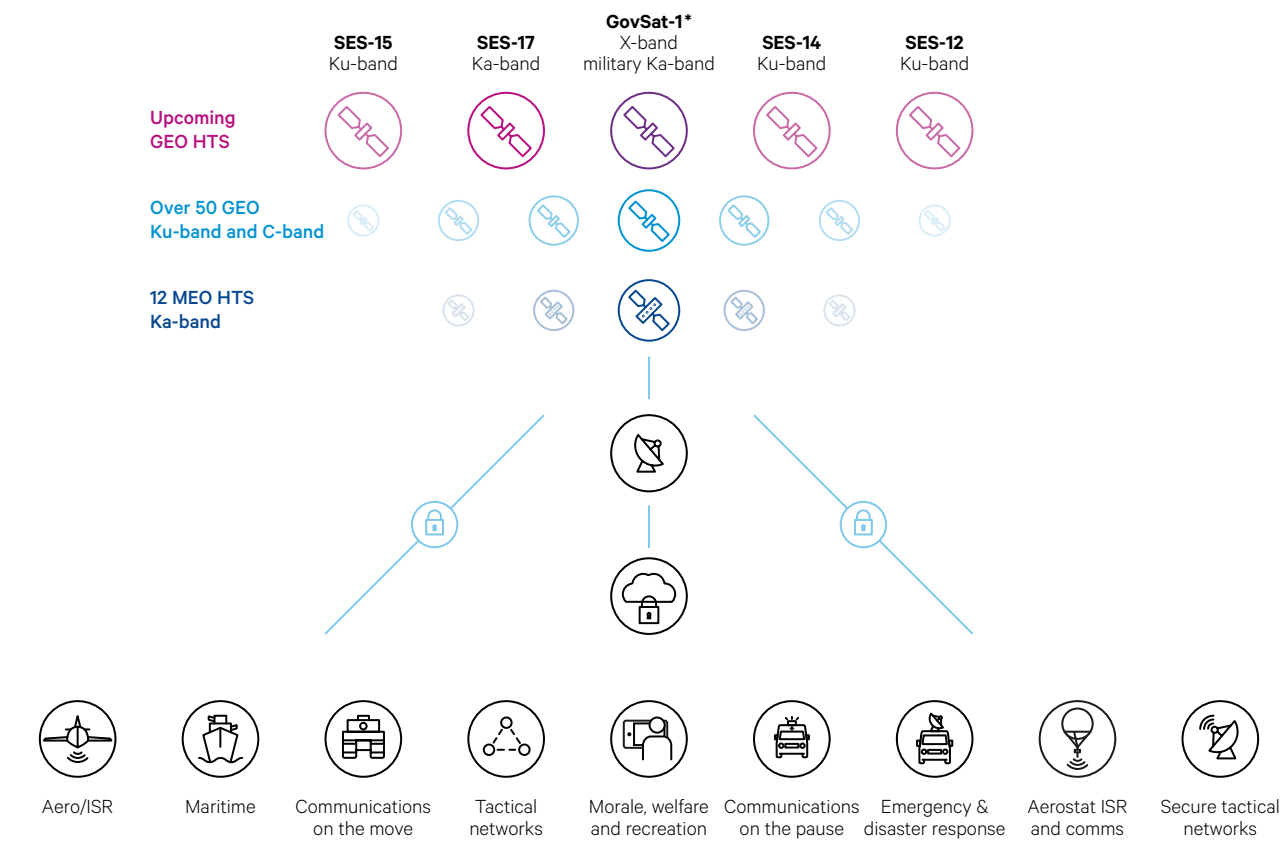 SES-15
Ku-band
SES-17
Ka-band
GovSat-1*
X-band
military Ka-band
SES-14
Ku-band
SES-12
Ku-band
Upcoming
GEO HTS
Over 50 GEO
Ku-band and C-band
12 MEO HTS
Ka-band
Aero/ISR
Maritime
Communications
on the move
Tactical
networks
Morale, welfare
and recreation
Communications
on the pause
Emergency &
disaster response
Aerostat ISR
and comms
Secure tactical
networks